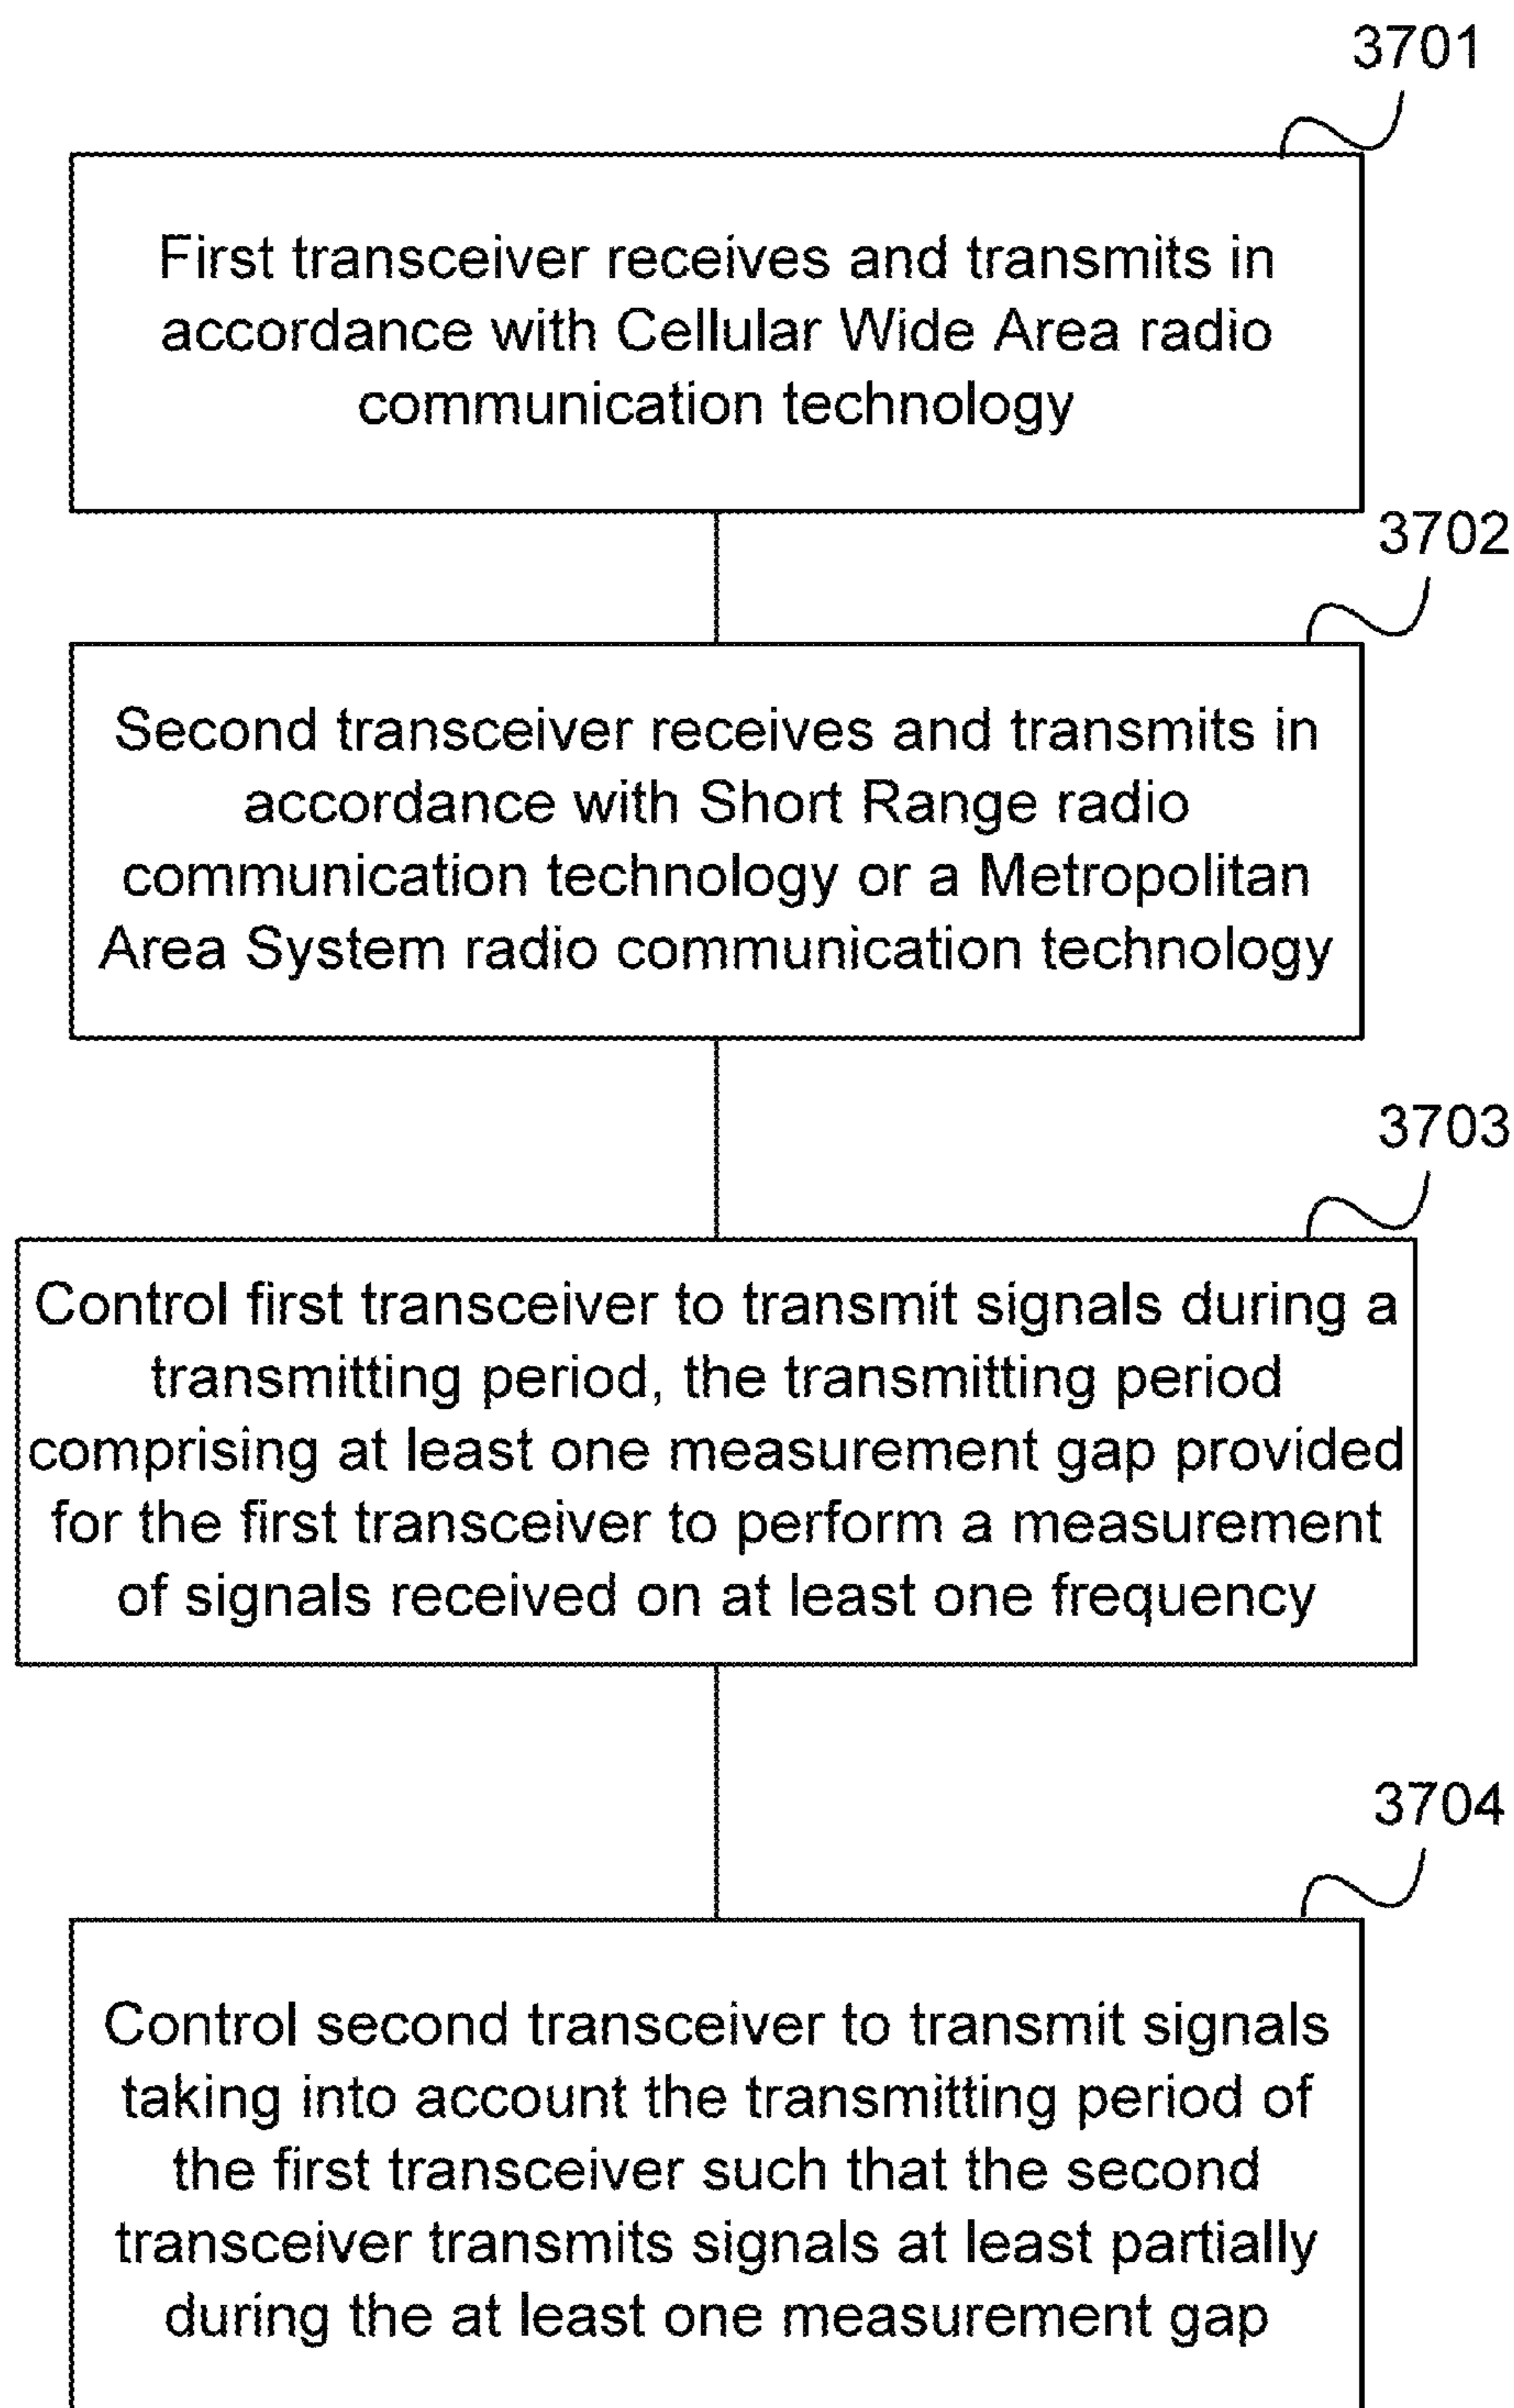 3701
First transceiver receives and transmits in
accordance with Cellular Wide Area radio
communication technology
3702
Second transceiver receives and transmits in
accordance with Short Range radio
communication technology or a Metropolitan
Area System radio communication technology
3703
Control first transceiver to transmit signals during a
transmitting period, the transmitting period
comprising at least one measurement gap provided
for the first transceiver to perform a measurement
of signals received on at least one frequency
3704
Control second transceiver to transmit signals
taking into account the transmitting period of
the first transceiver such that the second
transceiver transmits signals at least partially
during the at least one measurement gap